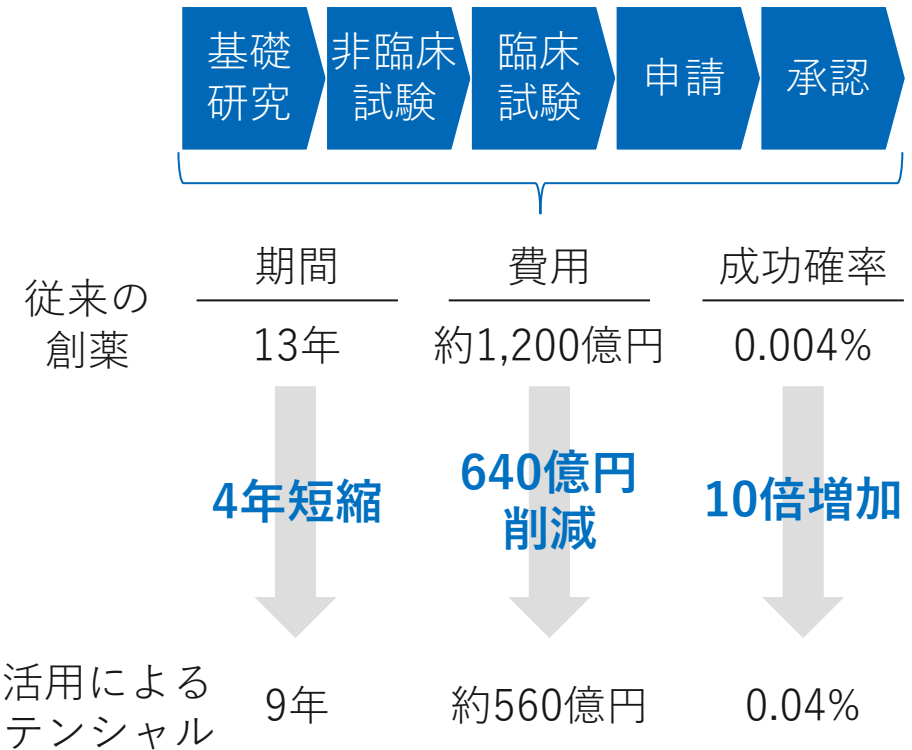 基礎
研究
非臨床
試験
臨床
試験
申請
承認
期間
費用
成功確率
従来の
創薬
13年
約1,200億円
0.004%
4年短縮
640億円
削減
10倍増加
活用による
テンシャル
9年
約560億円
0.04%